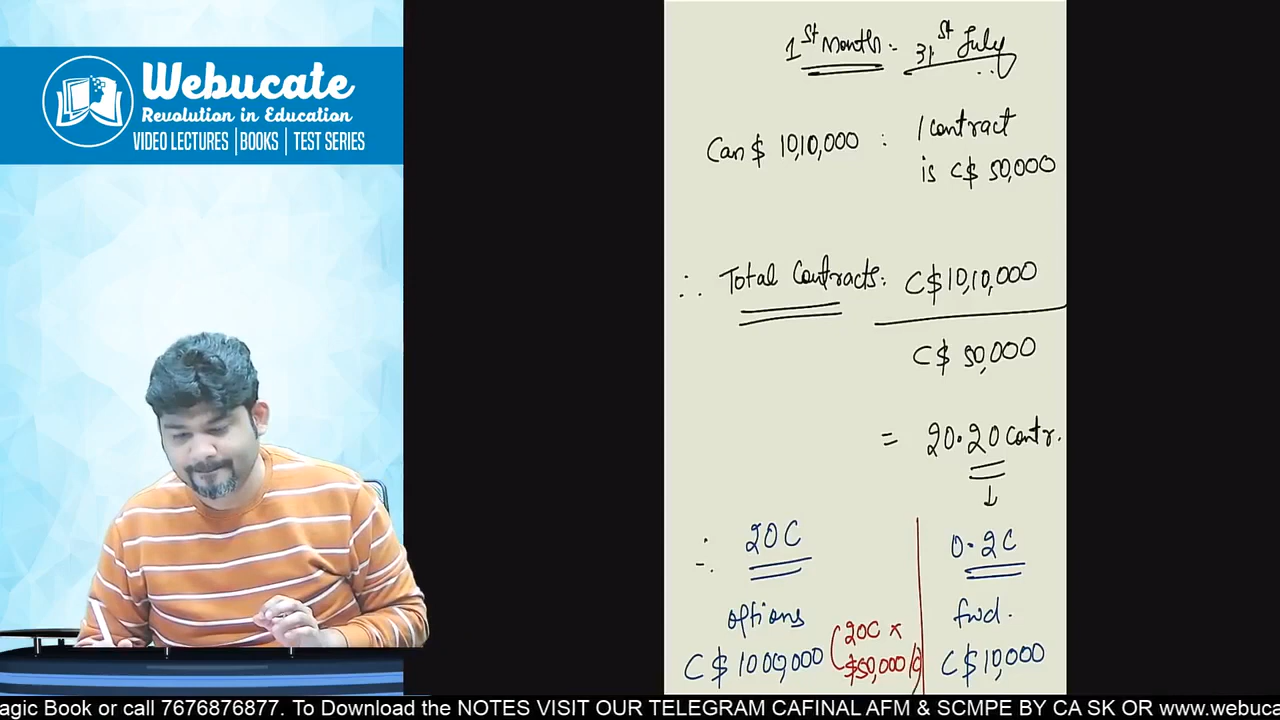 Webucate
Revolution in Education
VIDEO LECTURES | BOOKS | TEST SERIES
1st Month: 31st July
Can $ 10,10,000 : 1 contract
is C$ 50,000
∴ Total Contracts: C$ 10,10,000
C$ 50,000
= 20.20 contr.
↓
∴ 20C
0.2C
options
fwd.
(20C x
C$ 1000,000
$50,000/C)
C$ 10,000
agic Book or call 7676876877. To Download the NOTES VISIT OUR TELEGRAM CAFINAL AFM & SCMPE BY CA SK OR www.webuca